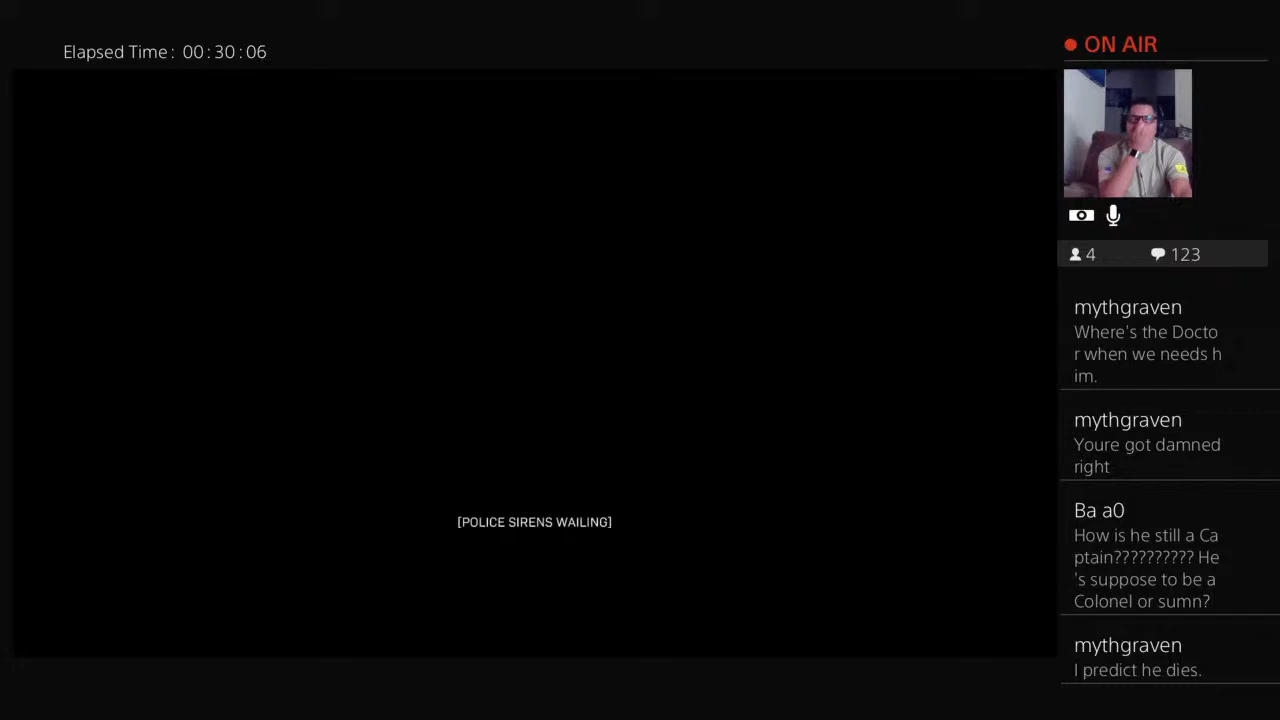 Elapsed Time: 00:30:06
ON AIR
4 123
mythgraven
Where's the Docto
r when we needs h
im.
mythgraven
Youre got damned
right
Ba a0
How is he still a Ca
ptain?????????? He
's suppose to be a
Colonel or sumn?
mythgraven
I predict he dies.
[POLICE SIRENS WAILING]